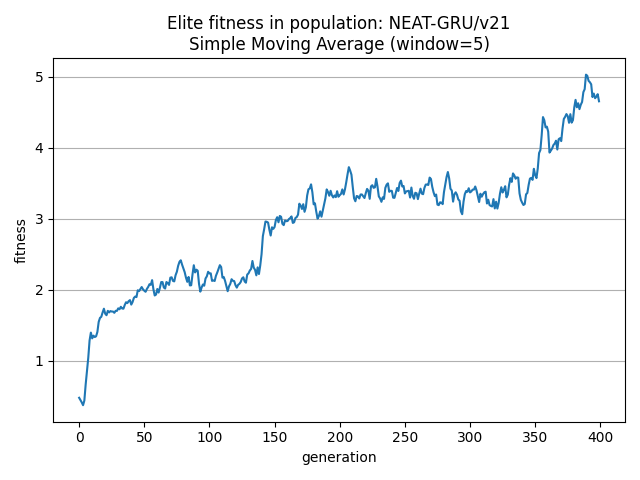 Elite fitness in population: NEAT-GRU/v21
Simple Moving Average (window=5)
5
4
3
2
1
fitness
0 50 100 150 200 250 300 350 400
generation